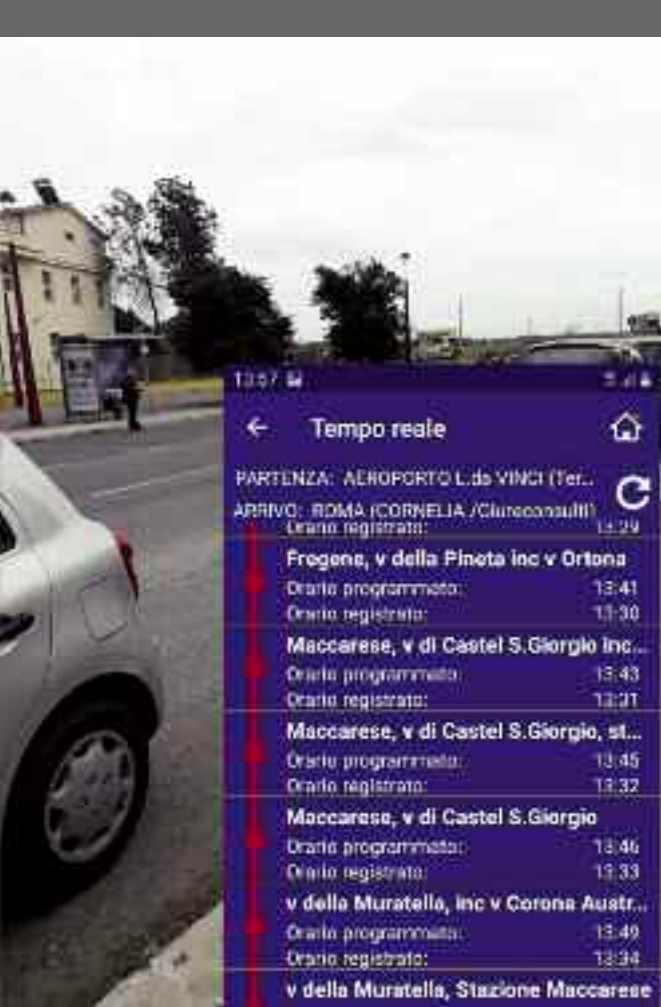 13:57
Tempo reale
PARTENZA: AEROPORTO L.da VINCI (Ter...
ARRIVO: ROMA (CORNELIA /Giureconsulti)
Orario registrato: 13:29
Fregene, v della Pineta inc v Ortona
Orario programmato: 13:41
Orario registrato: 13:30
Maccarese, v di Castel S.Giorgio inc...
Orario programmato: 13:43
Orario registrato: 13:31
Maccarese, v di Castel S.Giorgio, st...
Orario programmato: 13:45
Orario registrato: 13:32
Maccarese, v di Castel S.Giorgio
Orario programmato: 13:46
Orario registrato: 13:33
v della Muratella, inc v Corona Austr...
Orario programmato: 13:49
Orario registrato: 13:34
v della Muratella, Stazione Maccarese